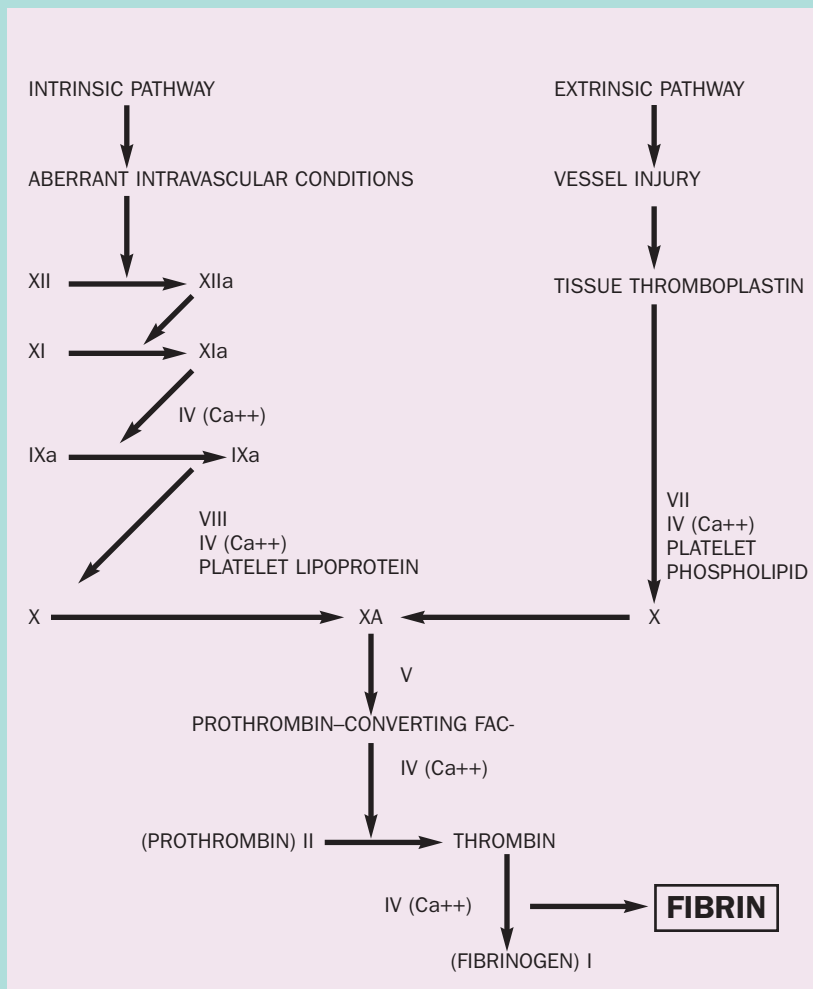 INTRINSIC PATHWAY
EXTRINSIC PATHWAY
ABERRANT INTRAVASCULAR CONDITIONS
VESSEL INJURY
XII
XIIa
TISSUE THROMBOPLASTIN
XI
XIa
IV (Ca++)
IXa
IXa
VIII
IV (Ca++)
PLATELET LIPOPROTEIN
VII
IV (Ca++)
PLATELET
PHOSPHOLIPID
X
XA
X
V
PROTHROMBIN–CONVERTING FAC-
IV (Ca++)
(PROTHROMBIN) II
THROMBIN
IV (Ca++)
FIBRIN
(FIBRINOGEN) I